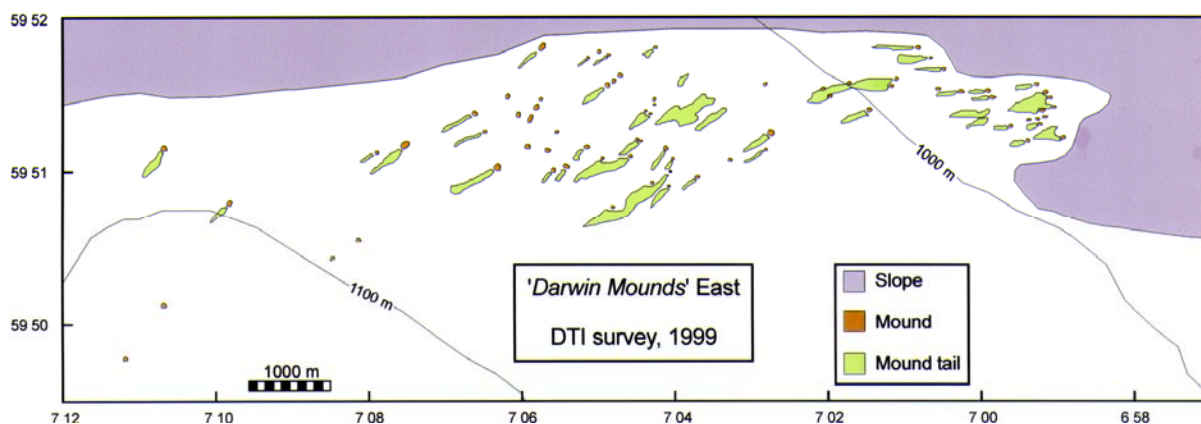 59 52
59 51
59 50
1000 m
1100 m
1000 m
'Darwin Mounds' East
DTI survey, 1999
Slope
Mound
Mound tail
7 12
7 10
7 08
7 06
7 04
7 02
7 00
6 58